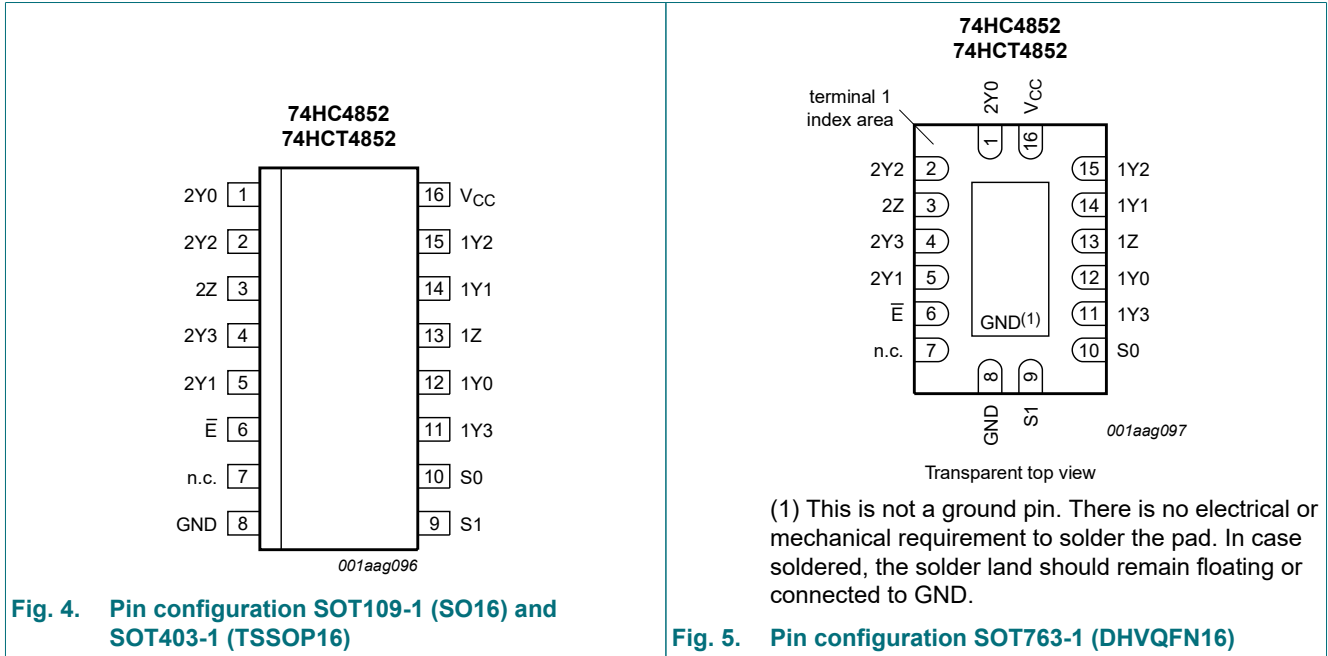 74HC4852
74HCT4852
2Y0 1
2Y2 2
2Z 3
2Y3 4
2Y1 5
E̅ 6
n.c. 7
GND 8
16 VCC
15 1Y2
14 1Y1
13 1Z
12 1Y0
11 1Y3
10 S0
9 S1
001aag096
Fig. 4. Pin configuration SOT109-1 (SO16) and
SOT403-1 (TSSOP16)
74HC4852
74HCT4852
terminal 1
index area
2Y0
VCC
1
16
2Y2 2
2Z 3
2Y3 4
2Y1 5
E̅ 6
n.c. 7
15 1Y2
14 1Y1
13 1Z
12 1Y0
11 1Y3
10 S0
GND(1)
8
9
GND
S1
001aag097
Transparent top view
(1) This is not a ground pin. There is no electrical or
mechanical requirement to solder the pad. In case
soldered, the solder land should remain floating or
connected to GND.
Fig. 5. Pin configuration SOT763-1 (DHVQFN16)